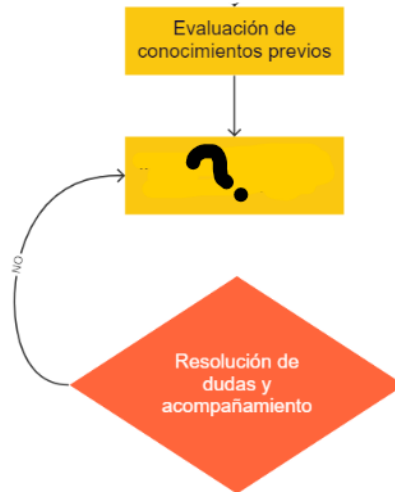 Evaluación de
conocimientos previos
?
NO
Resolución de
dudas y
acompañamiento